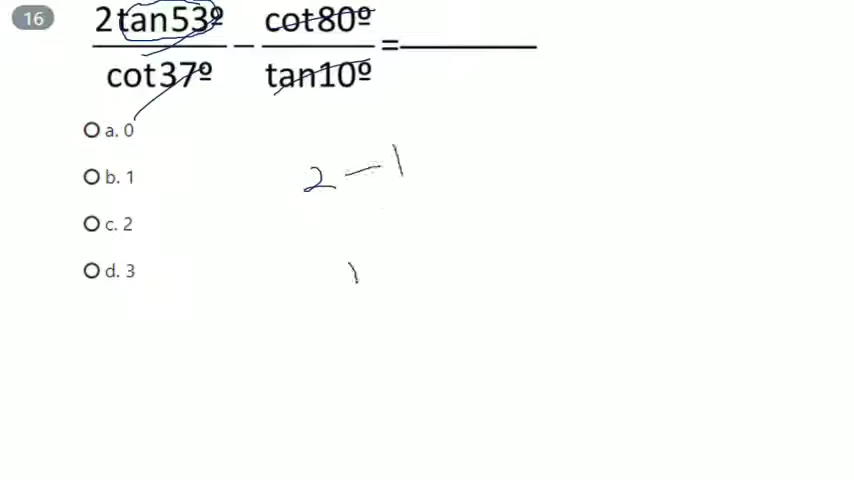 16
2tan53º/cot37º − cot80º/tan10º =________
a. 0
b. 1
2 − 1
c. 2
d. 3
1